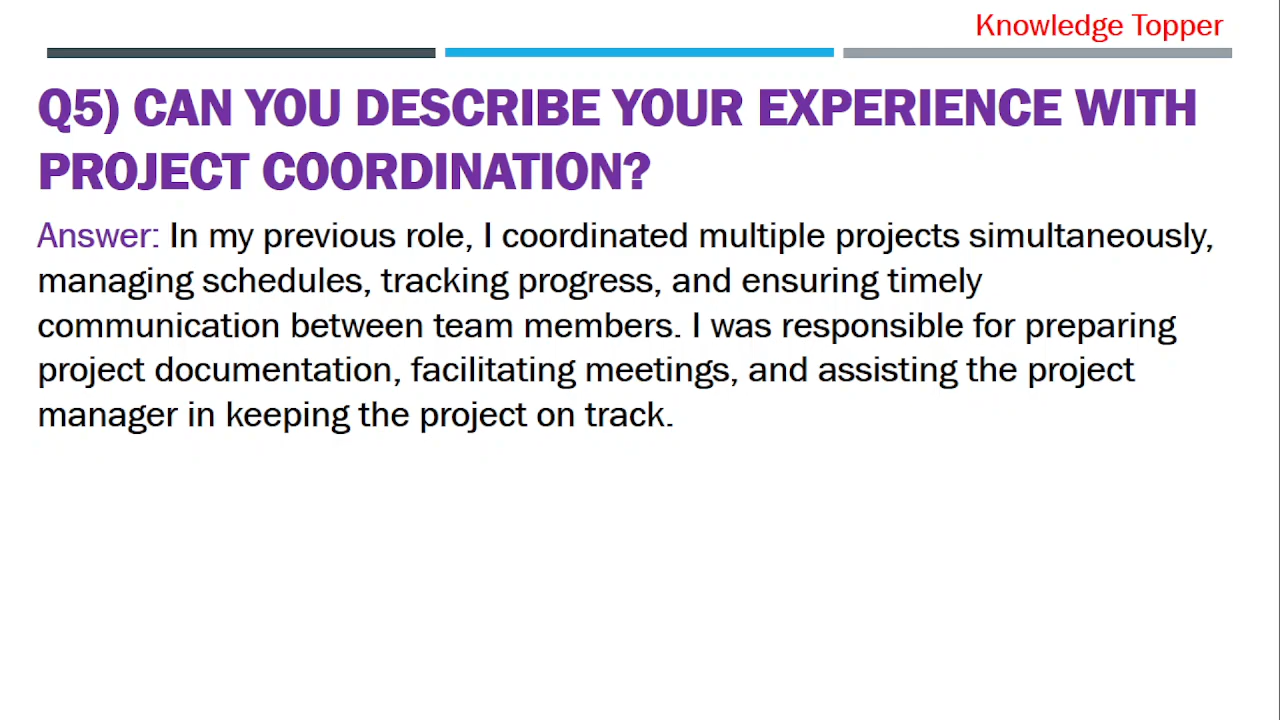 Knowledge Topper
Q5) CAN YOU DESCRIBE YOUR EXPERIENCE WITH
PROJECT COORDINATION?
Answer: In my previous role, I coordinated multiple projects simultaneously,
managing schedules, tracking progress, and ensuring timely
communication between team members. I was responsible for preparing
project documentation, facilitating meetings, and assisting the project
manager in keeping the project on track.